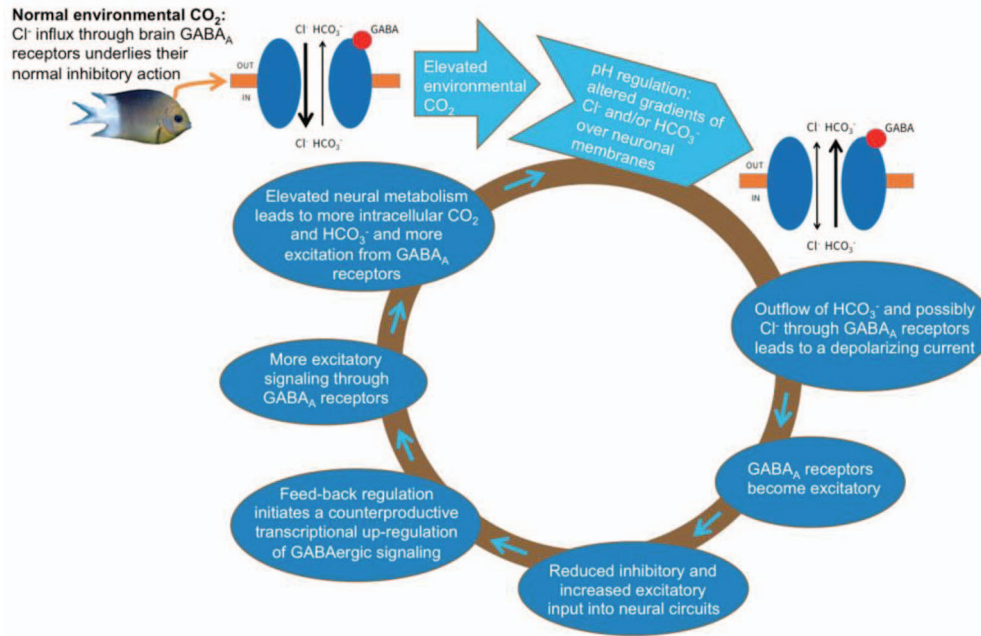 Normal environmental CO₂:
Cl⁻ influx through brain GABA_A
receptors underlies their
normal inhibitory action
OUT
IN
Cl⁻ HCO₃⁻
GABA
Cl⁻ HCO₃⁻
Elevated
environmental
CO₂
pH regulation:
altered gradients of
Cl⁻ and/or HCO₃⁻
over neuronal
membranes
OUT
IN
Cl⁻ HCO₃⁻
GABA
Cl⁻ HCO₃⁻
Outflow of HCO₃⁻ and possibly
Cl⁻ through GABA_A receptors
leads to a depolarizing current
GABA_A receptors
become excitatory
Reduced inhibitory and
increased excitatory
input into neural circuits
Feed-back regulation
initiates a counterproductive
transcriptional up-regulation
of GABAergic signaling
More excitatory
signaling through
GABA_A receptors
Elevated neural metabolism
leads to more intracellular CO₂
and HCO₃⁻ and more
excitation from GABA_A
receptors